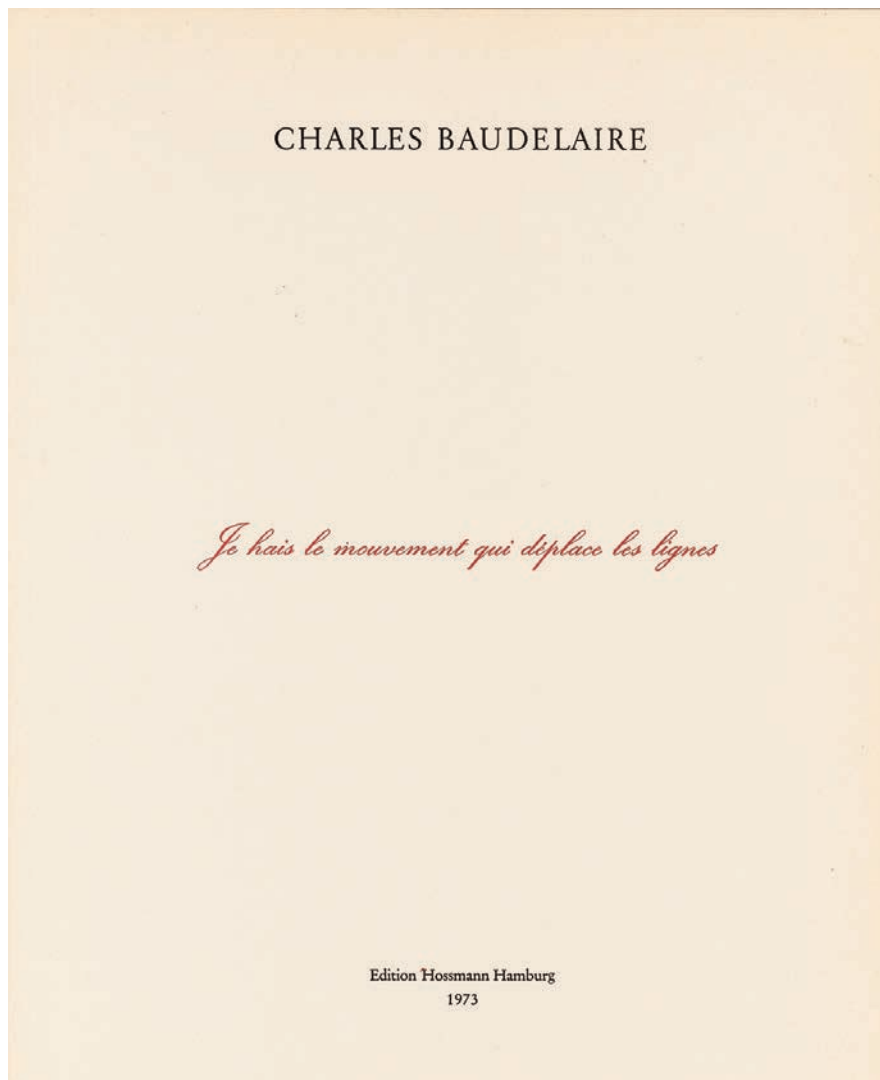 CHARLES BAUDELAIRE
Je hais le mouvement qui déplace les lignes
Edition Hossmann Hamburg
1973